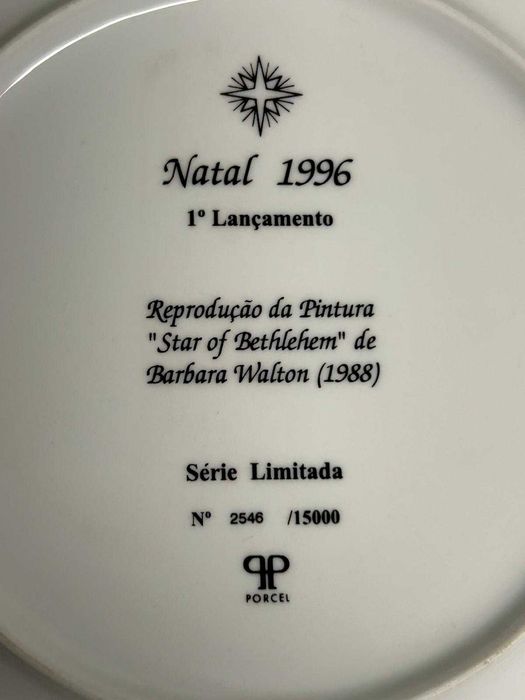 Natal 1996
1º Lançamento
Reprodução da Pintura
"Star of Bethlehem" de
Barbara Walton (1988)
Série Limitada
Nº 2546 /15000
PORCEL